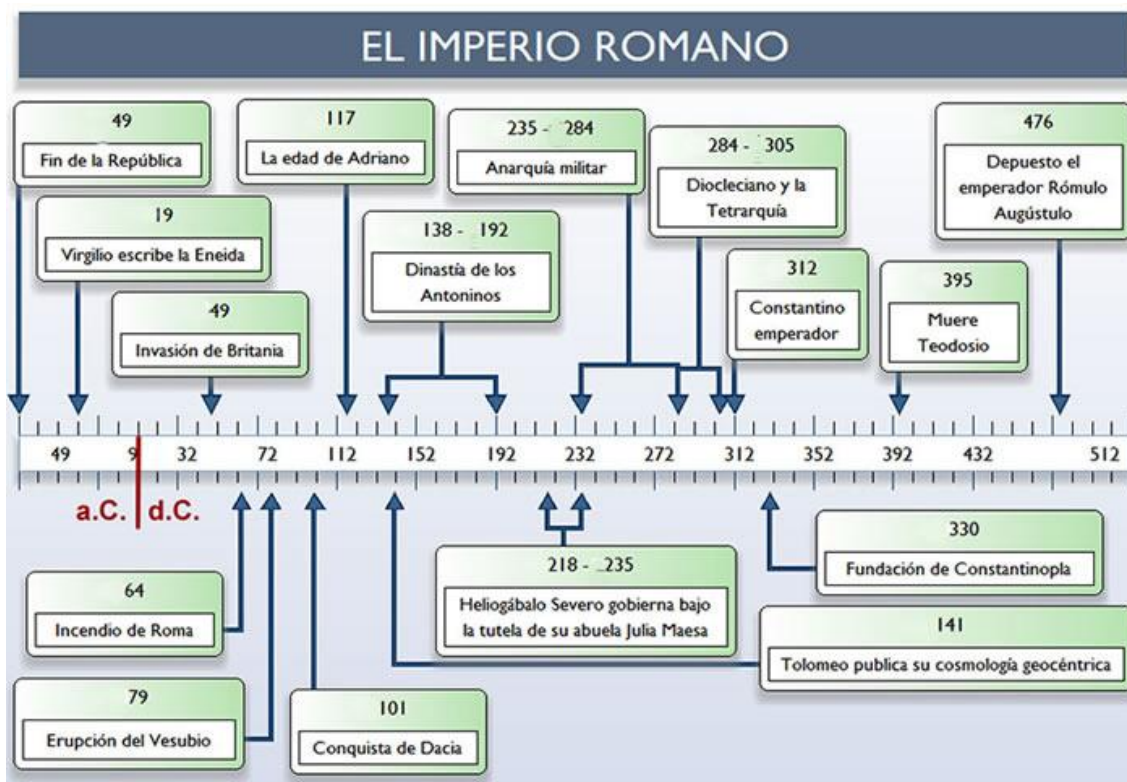 EL IMPERIO ROMANO
49
Fin de la República
19
Virgilio escribe la Eneida
49
Invasión de Britania
117
La edad de Adriano
138 - 192
Dinastía de los
Antoninos
235 - 284
Anarquía militar
284 - 305
Diocleciano y la
Tetrarquía
312
Constantino
emperador
395
Muere
Teodosio
476
Depuesto el
emperador Rómulo
Augústulo
49 9 32 72 112 152 192 232 272 312 352 392 432 512
a.C. d.C.
64
Incendio de Roma
79
Erupción del Vesubio
101
Conquista de Dacia
218 - 235
Heliogábalo Severo gobierna bajo
la tutela de su abuela Julia Maesa
330
Fundación de Constantinopla
141
Tolomeo publica su cosmología geocéntrica